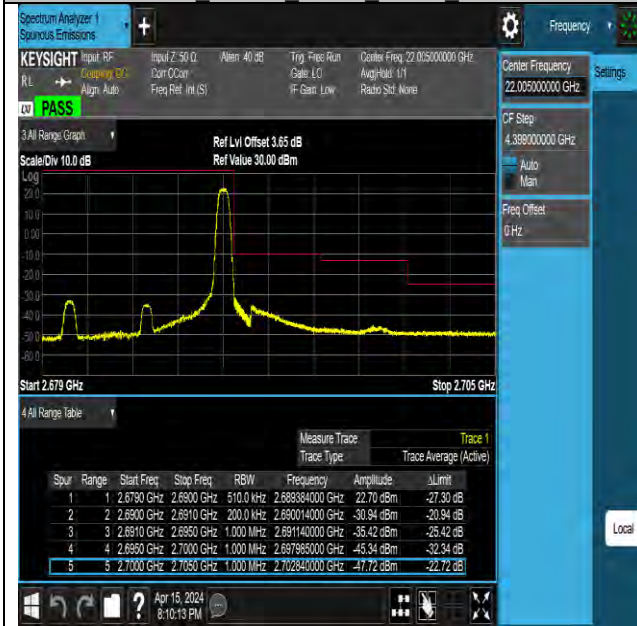 Spectrum Analyzer 1
Spurious Emissions
+
Frequency
KEYSIGHT Input: RF Input Z: 50 Ω Atten: 40 dB Trig: Free Run Center Freq: 22.005000000 GHz
RL Coupling: DC Corr CCorr Gate: LO Avg|Hold: 1/1
Align: Auto Freq Ref: Int (S) IF Gain: Low Radio Std: None
LXI PASS
Center Frequency
22.005000000 GHz
Settings
CF Step
4.399000000 GHz
Auto
Man
Freq Offset
0 Hz
3 All Range Graph
Ref Lvl Offset 3.65 dB
Scale/Div 10.0 dB Ref Value 30.00 dBm
Log
20.0
10.0
0.00
-10.0
-20.0
-30.0
-40.0
-50.0
-60.0
Start 2.679 GHz Stop 2.705 GHz
4 All Range Table
Measure Trace Trace 1
Trace Type Trace Average (Active)
Spur Range Start Freq Stop Freq RBW Frequency Amplitude ΔLimit
1 1 2.6790 GHz 2.6900 GHz 510.0 kHz 2.689384000 GHz 22.70 dBm -27.30 dB
2 2 2.6900 GHz 2.6910 GHz 200.0 kHz 2.690014000 GHz -30.94 dBm -20.94 dB
3 3 2.6910 GHz 2.6950 GHz 1.000 MHz 2.691140000 GHz -35.42 dBm -25.42 dB
4 4 2.6950 GHz 2.7000 GHz 1.000 MHz 2.697965000 GHz -45.34 dBm -32.34 dB
5 5 2.7000 GHz 2.7050 GHz 1.000 MHz 2.702840000 GHz -47.72 dBm -22.72 dB
Local
? Apr 15, 2024
8:10:13 PM